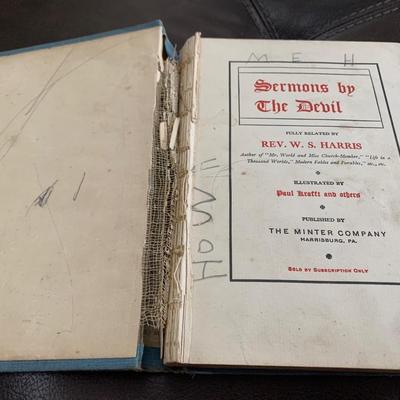 M E H
HOWE
Sermons by
The Devil
FULLY RELATED BY
REV. W. S. HARRIS
Author of "Mr. World and Miss Church-Member," "Life in a
Thousand Worlds," Modern Fables and Parables," etc., etc.
ILLUSTRATED BY
Paul Krafft and others
PUBLISHED BY
THE MINTER COMPANY
HARRISBURG, PA.
SOLD BY SUBSCRIPTION ONLY